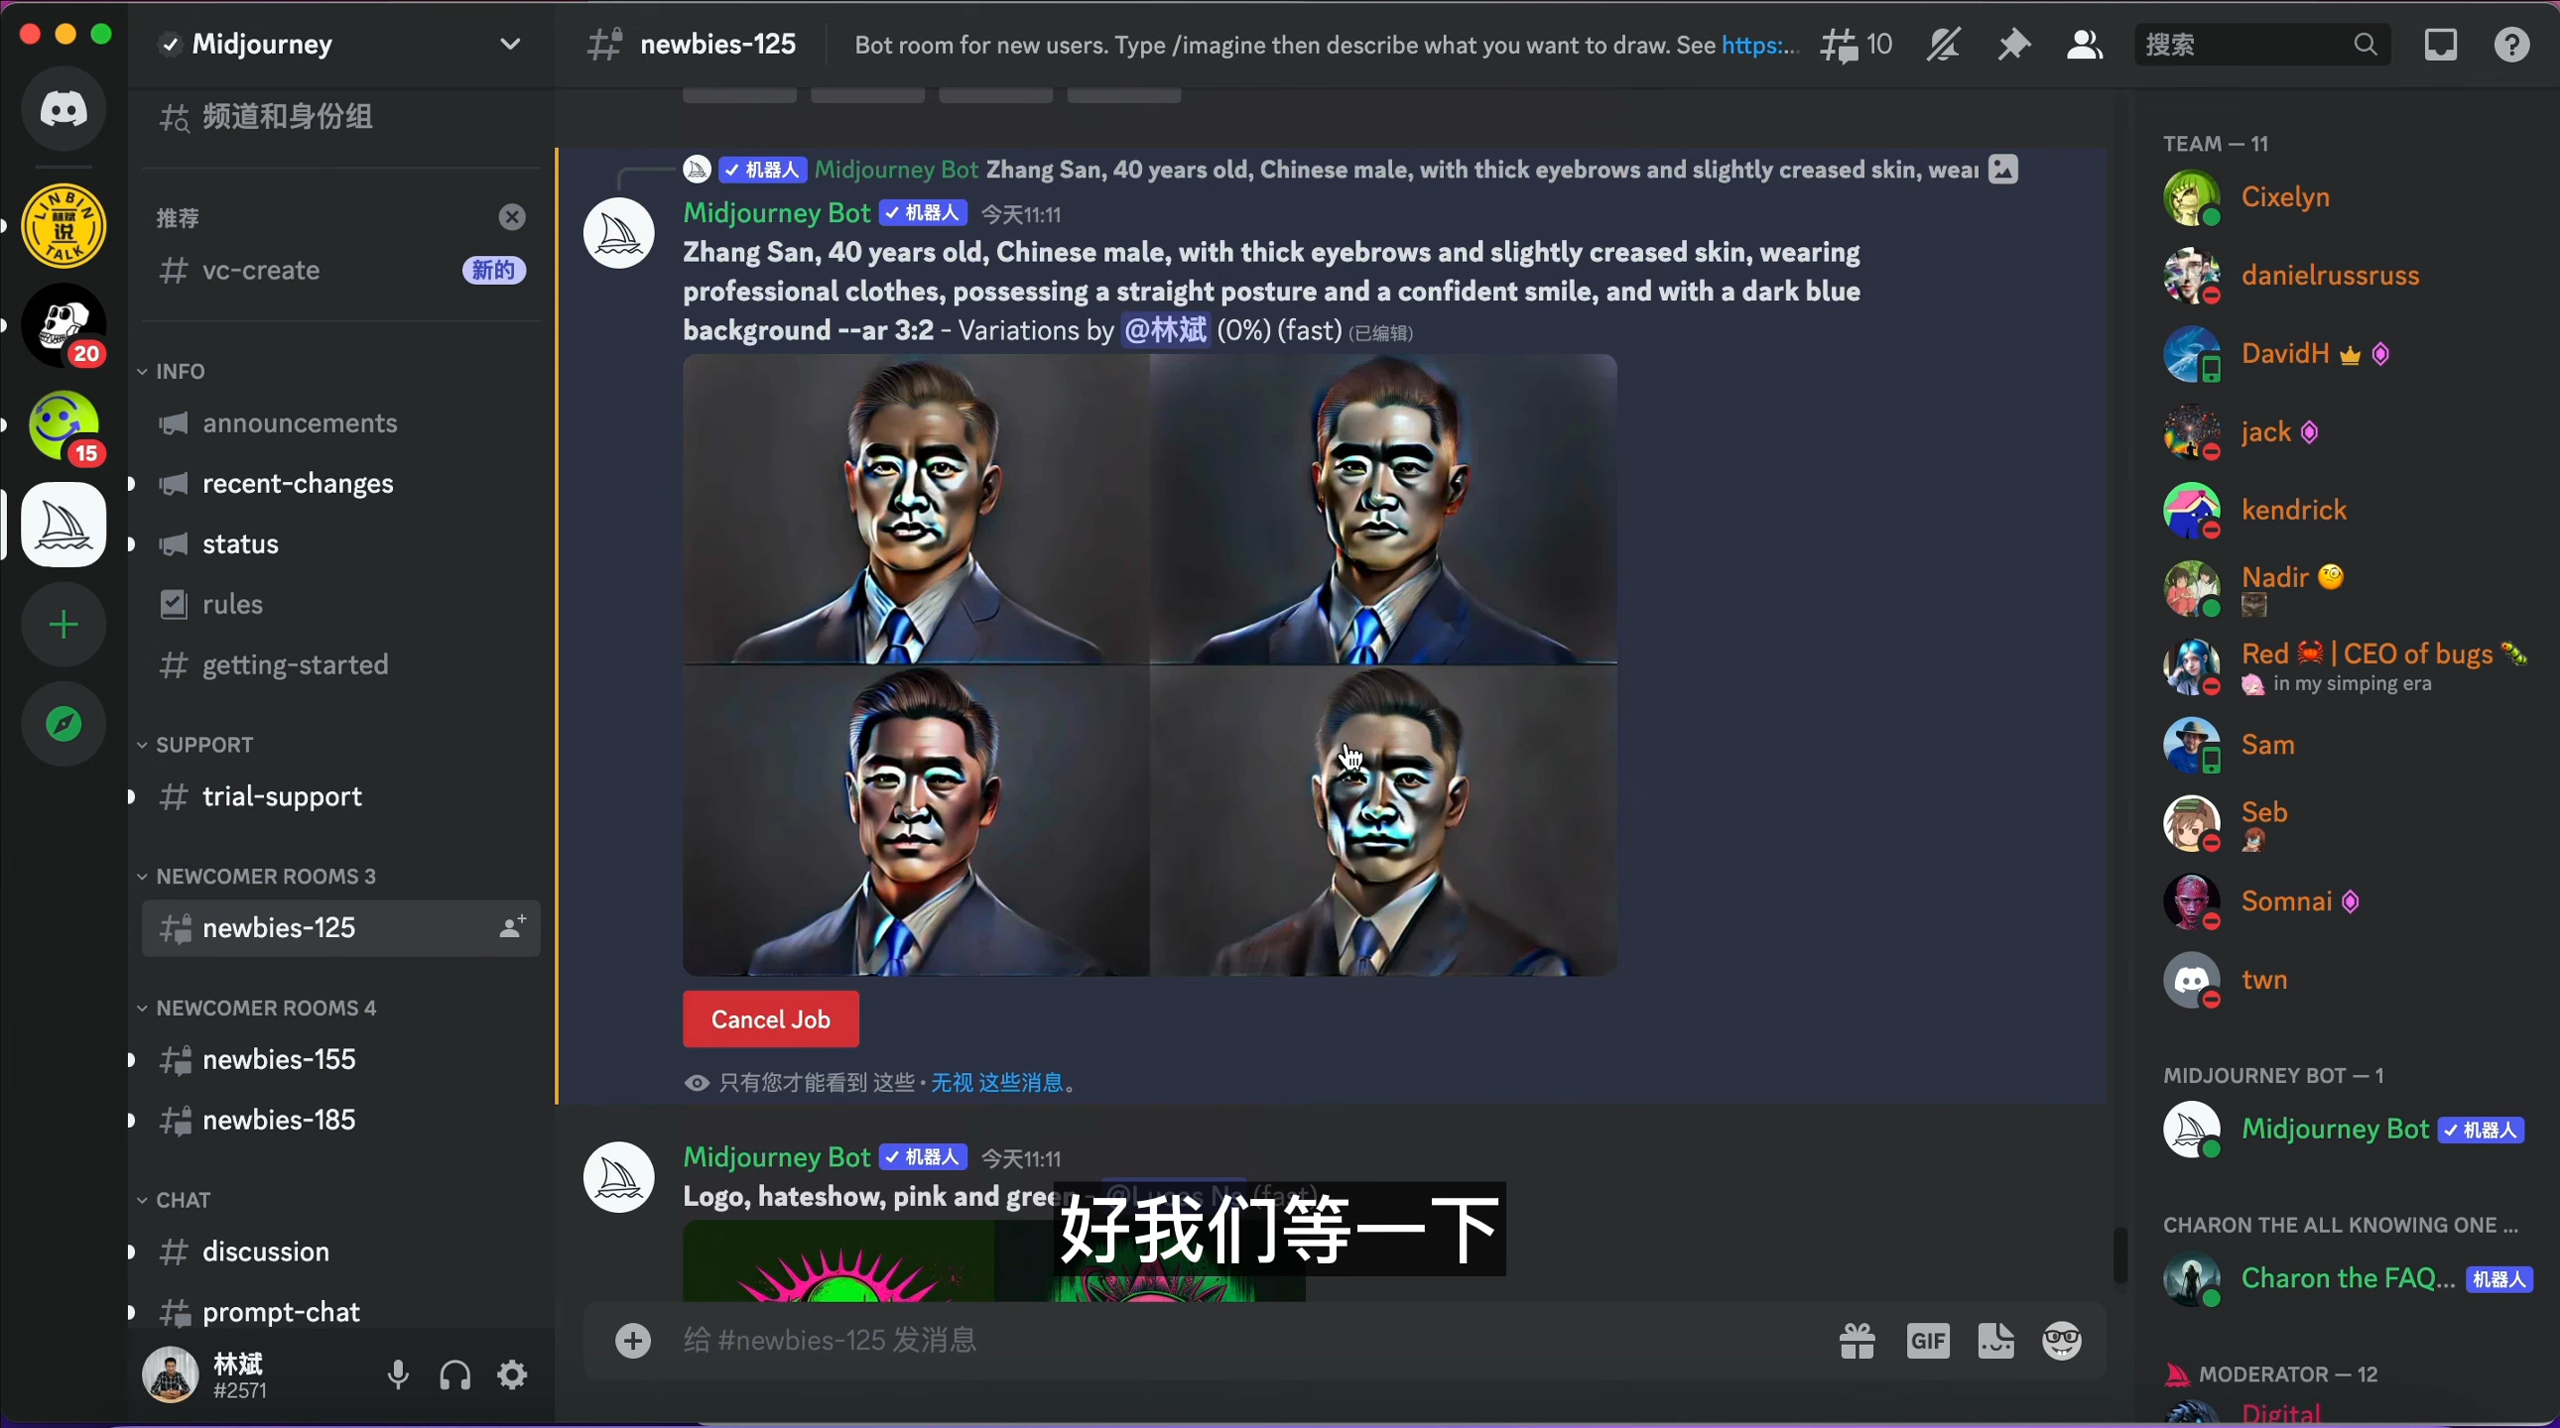 Midjourney
newbies-125
Bot room for new users. Type /imagine then describe what you want to draw. See https:...
10
搜索
频道和身份组
推荐
vc-create
新的
INFO
announcements
recent-changes
status
rules
getting-started
SUPPORT
trial-support
NEWCOMER ROOMS 3
newbies-125
NEWCOMER ROOMS 4
newbies-155
newbies-185
CHAT
discussion
prompt-chat
林斌
#2571
LINBIN
林斌
说
TALK
20
15
机器人 Midjourney Bot Zhang San, 40 years old, Chinese male, with thick eyebrows and slightly creased skin, wear
Midjourney Bot 机器人 今天11:11
Zhang San, 40 years old, Chinese male, with thick eyebrows and slightly creased skin, wearing
professional clothes, possessing a straight posture and a confident smile, and with a dark blue
background --ar 3:2 - Variations by @林斌 (0%) (fast) (已编辑)
Cancel Job
只有您才能看到 这些 • 无视 这些消息。
Midjourney Bot 机器人 今天11:11
Logo, hateshow, pink and green - @Lucas Ne (fast)
好我们等一下
给 #newbies-125 发消息
GIF
TEAM — 11
Cixelyn
danielrussruss
DavidH
jack
kendrick
Nadir
Red | CEO of bugs
in my simping era
Sam
Seb
Somnai
twn
MIDJOURNEY BOT — 1
Midjourney Bot 机器人
CHARON THE ALL KNOWING ONE ...
Charon the FAQ... 机器人
MODERATOR — 12
Digital